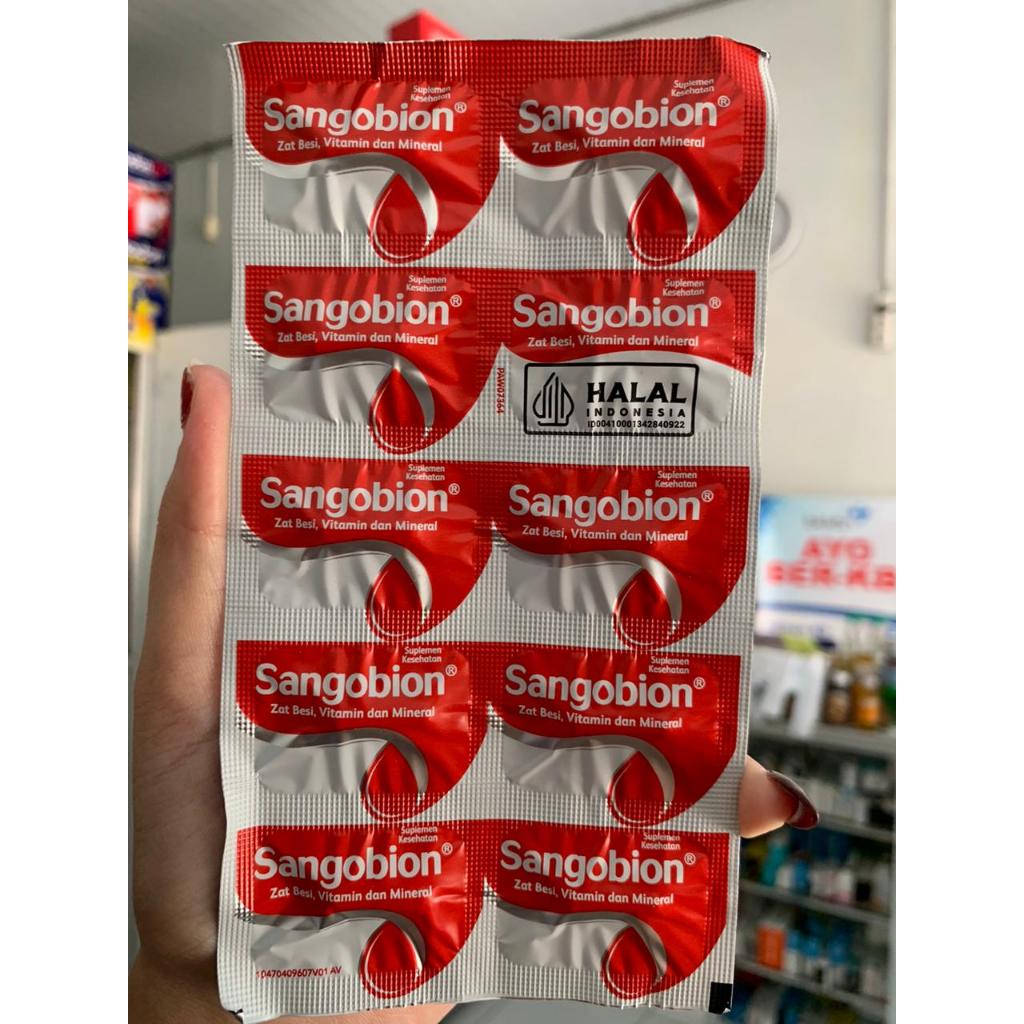 Suplemen
Kesehatan
Sangobion®
Zat Besi, Vitamin dan Mineral
Suplemen
Kesehatan
Sangobion®
Zat Besi, Vitamin dan Mineral
Suplemen
Kesehatan
Sangobion®
Zat Besi, Vitamin dan Mineral
Suplemen
Kesehatan
Sangobion®
Zat Besi, Vitamin dan Mineral
PAW07364
HALAL
INDONESIA
ID00410001342840922
Suplemen
Kesehatan
Sangobion®
Zat Besi, Vitamin dan Mineral
Suplemen
Kesehatan
Sangobion®
Zat Besi, Vitamin dan Mineral
Suplemen
Kesehatan
Sangobion®
Zat Besi, Vitamin dan Mineral
Suplemen
Kesehatan
Sangobion®
Zat Besi, Vitamin dan Mineral
Suplemen
Kesehatan
Sangobion®
Zat Besi, Vitamin dan Mineral
Suplemen
Kesehatan
Sangobion®
Zat Besi, Vitamin dan Mineral
10470409607V01 AV
AYO
BER-KB